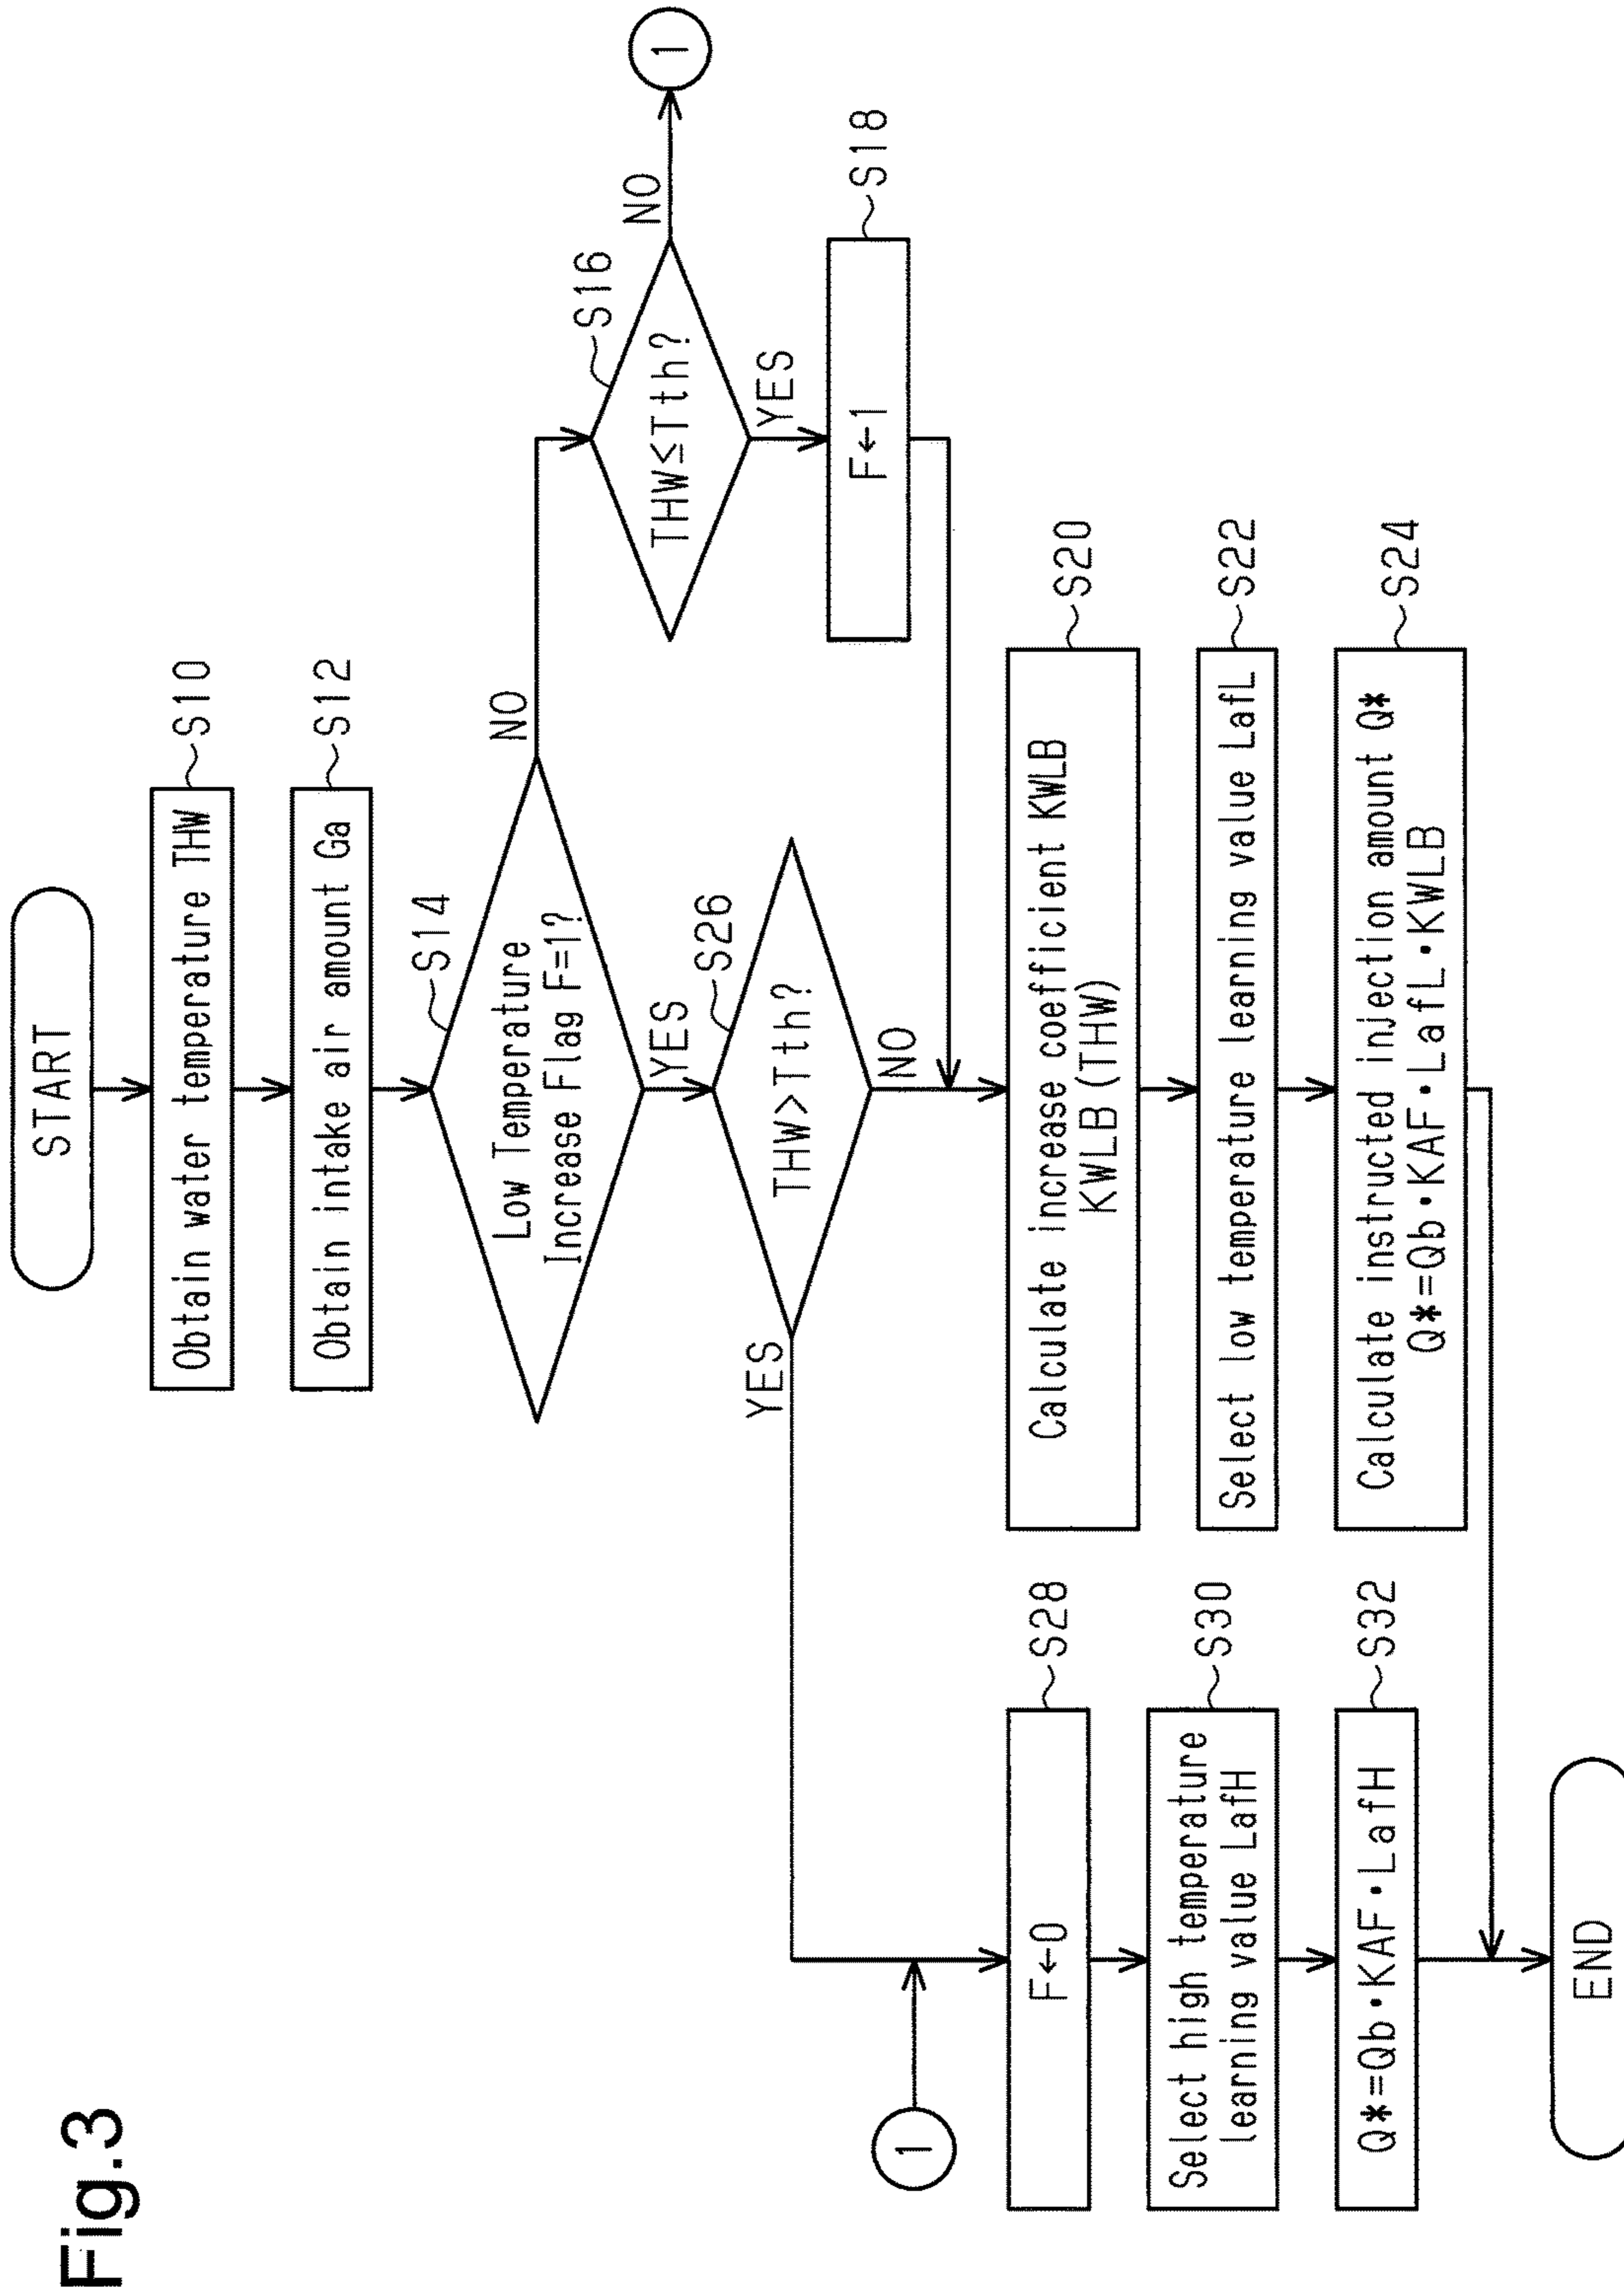 Fig.3
START
Obtain water temperature THW
S10
Obtain intake air amount Ga
S12
Low Temperature
Increase Flag F=1?
S14
NO
YES
THW≤Tth?
S16
NO
1
YES
F←1
S18
THW>Tth?
S26
YES
NO
Calculate increase coefficient KWLB
KWLB(THW)
S20
Select low temperature learning value LafL
S22
Calculate instructed injection amount Q*
Q*=Qb・KAF・LafL・KWLB
S24
1
F←0
S28
Select high temperature
learning value LafH
S30
Q*=Qb・KAF・LafH
S32
END